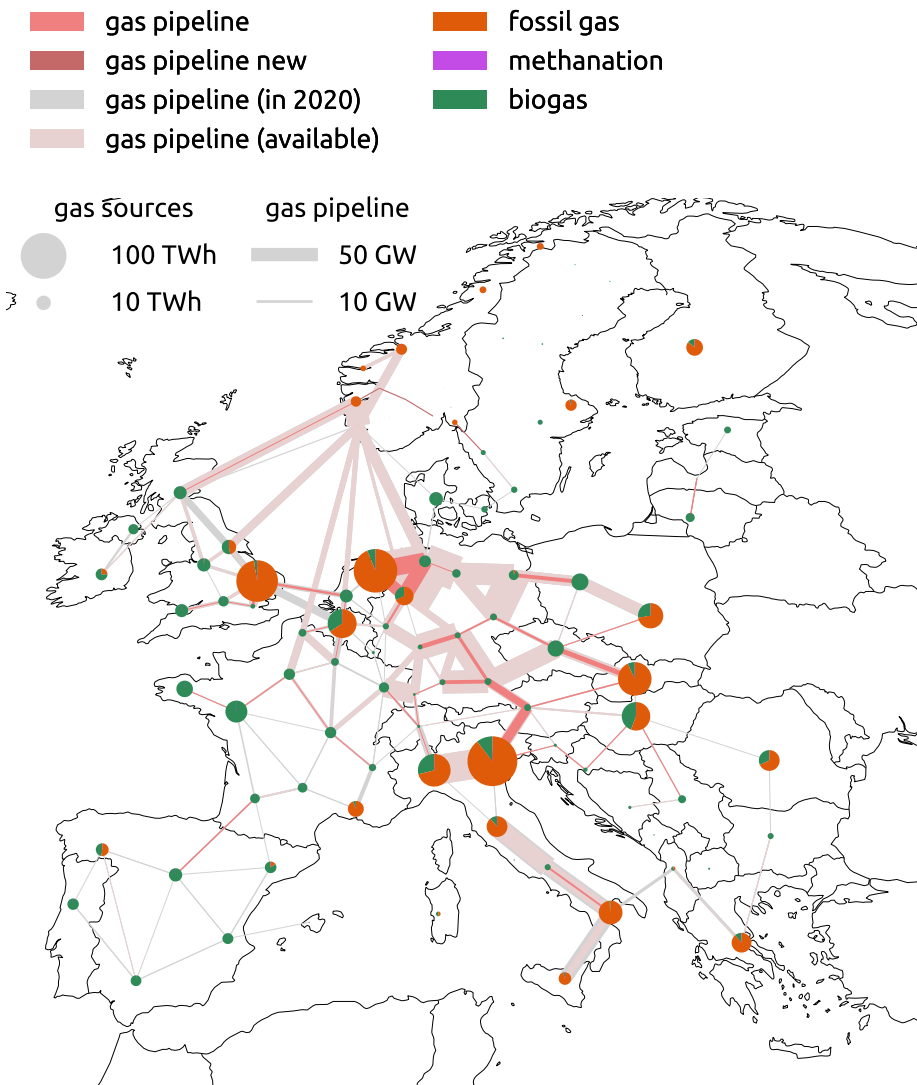 gas pipeline
gas pipeline new
gas pipeline (in 2020)
gas pipeline (available)
fossil gas
methanation
biogas
gas sources
100 TWh
10 TWh
gas pipeline
50 GW
10 GW